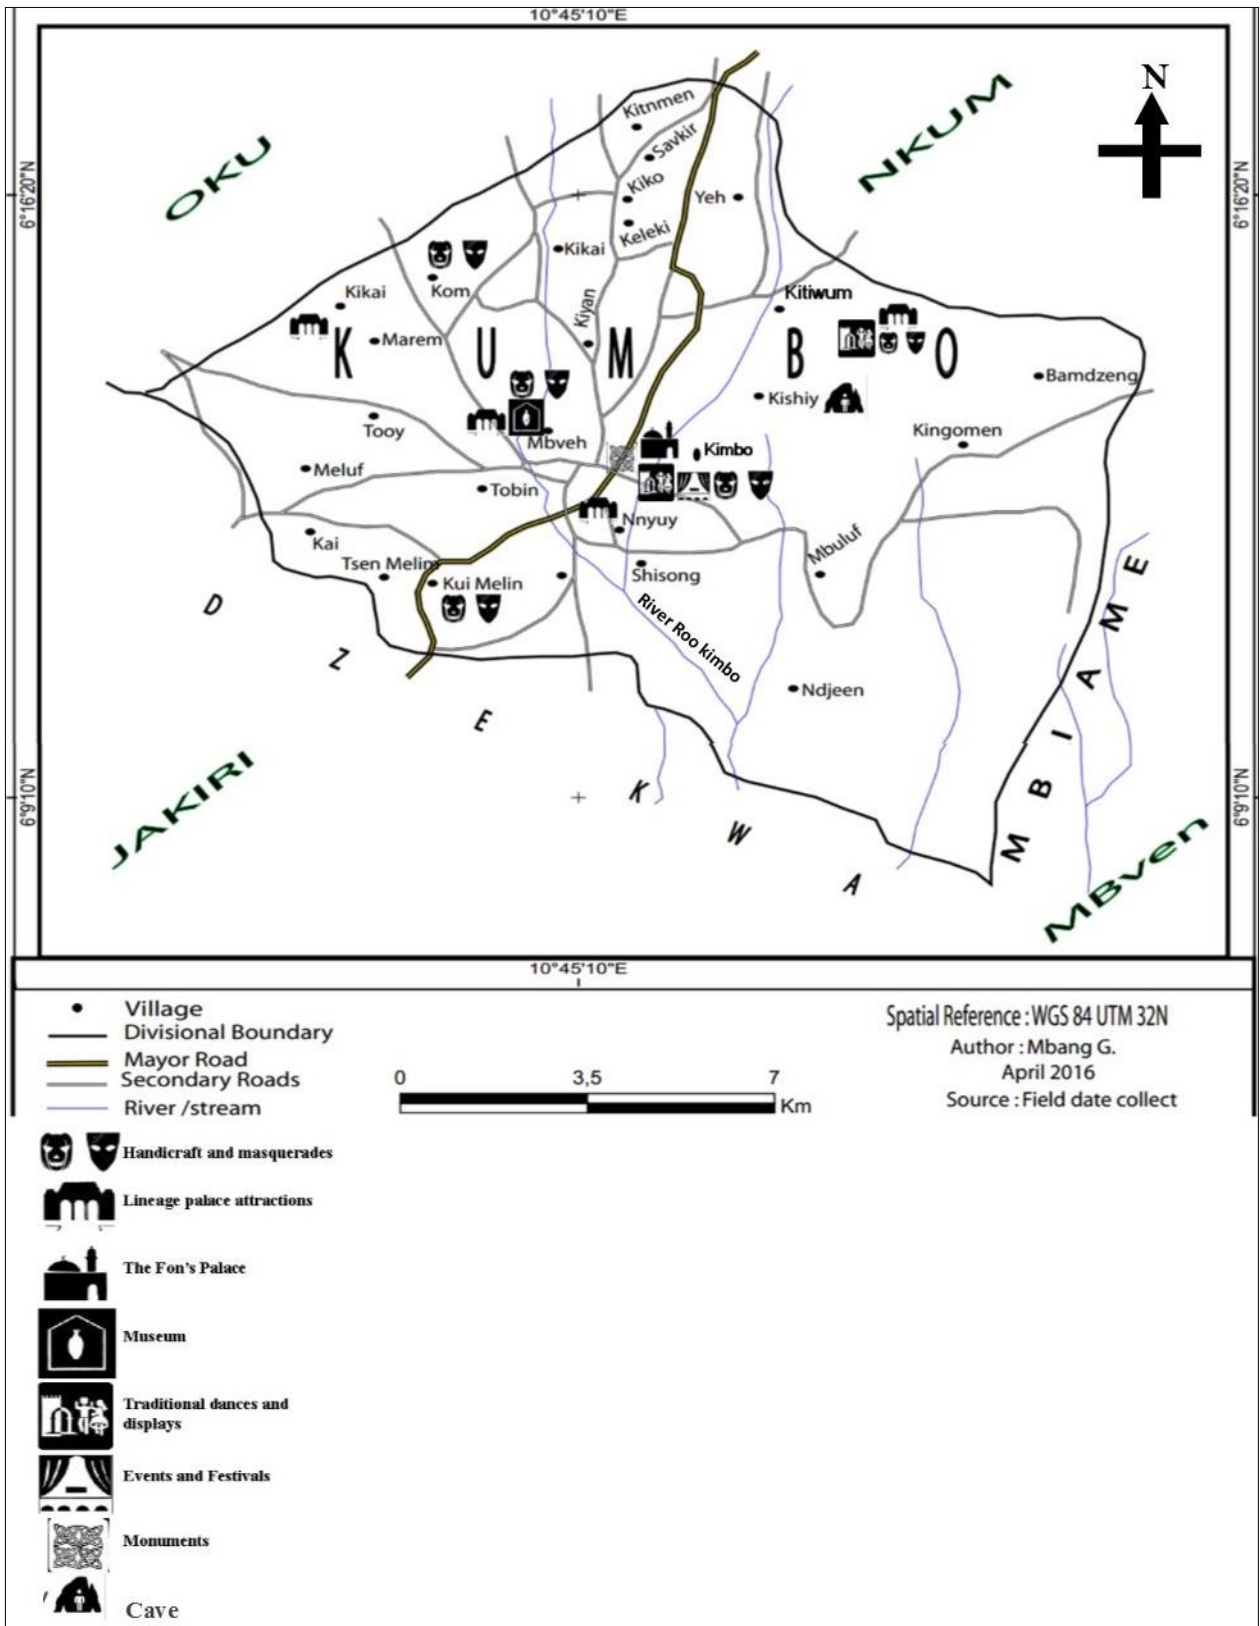 10°45'10"E
N
OKU
NKUM
6°16'20"N
6°16'20"N
Kitnmen
Savkir
Kiko
Yeh
Keleki
Kikai
Kom
Kikai
Kitiwum
Kiyan
Marem
K U M B O
Bamdzeng
Kishiy
Tooy
Mbveh
Kingomen
Kimbo
Meluf
Tobin
Nnyuy
Kai
Mbuluf
Tsen Melim
Kui Melin
Shisong
River Roo kimbo
Ndjeen
D Z E K W A
M B I A M E
JAKIRI
MBven
6°9'10"N
6°9'10"N
10°45'10"E
Village
Divisional Boundary
Mayor Road
Secondary Roads
River /stream
0 3,5 7
Km
Spatial Reference : WGS 84 UTM 32N
Author : Mbang G.
April 2016
Source : Field date collect
Handicraft and masquerades
Lineage palace attractions
The Fon's Palace
Museum
Traditional dances and
displays
Events and Festivals
Monuments
Cave